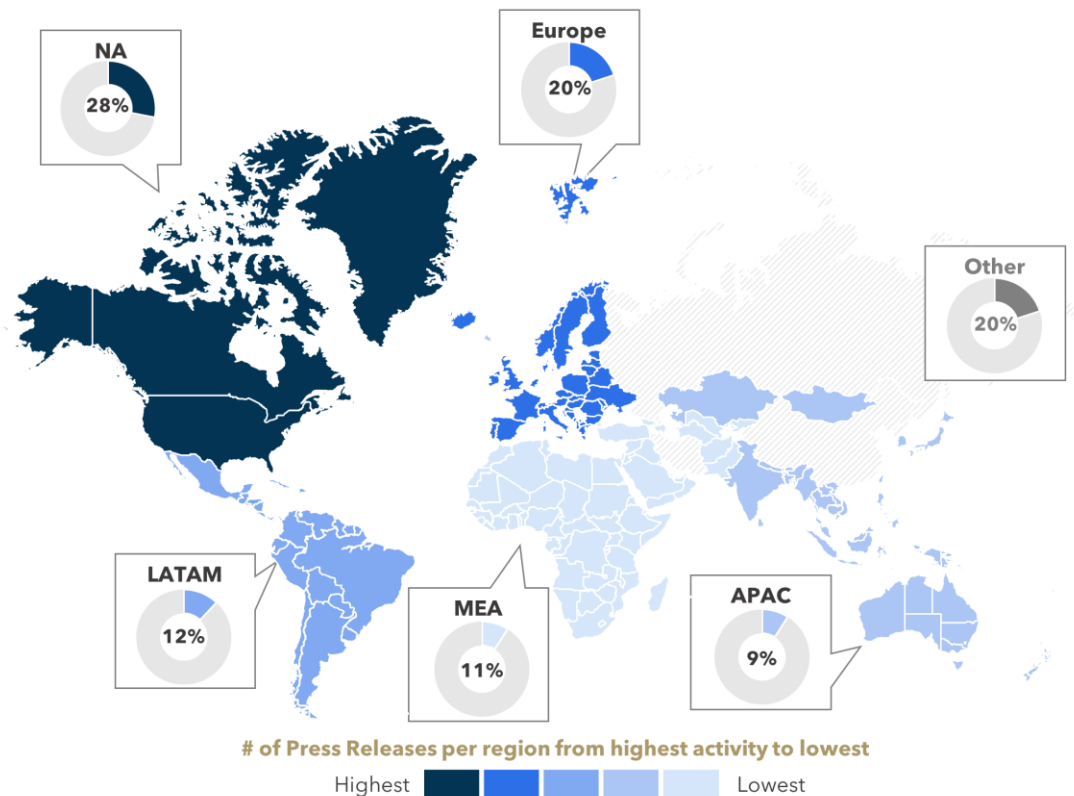 NA
28%
Europe
20%
Other
20%
LATAM
12%
MEA
11%
APAC
9%
# of Press Releases per region from highest activity to lowest
Highest Lowest